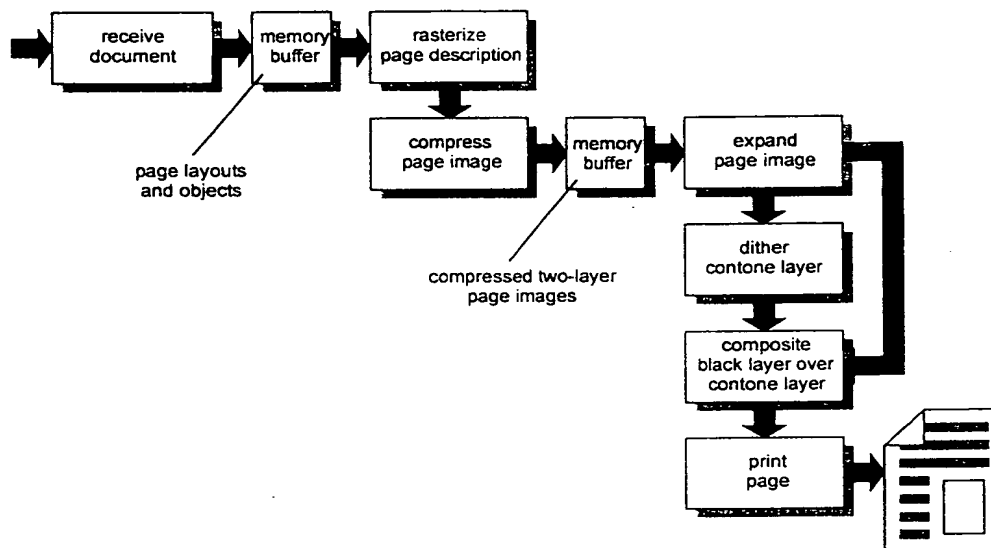 receive
document
memory
buffer
rasterize
page description
page layouts
and objects
compress
page image
memory
buffer
expand
page image
compressed two-layer
page images
dither
contone layer
composite
black layer over
contone layer
print
page